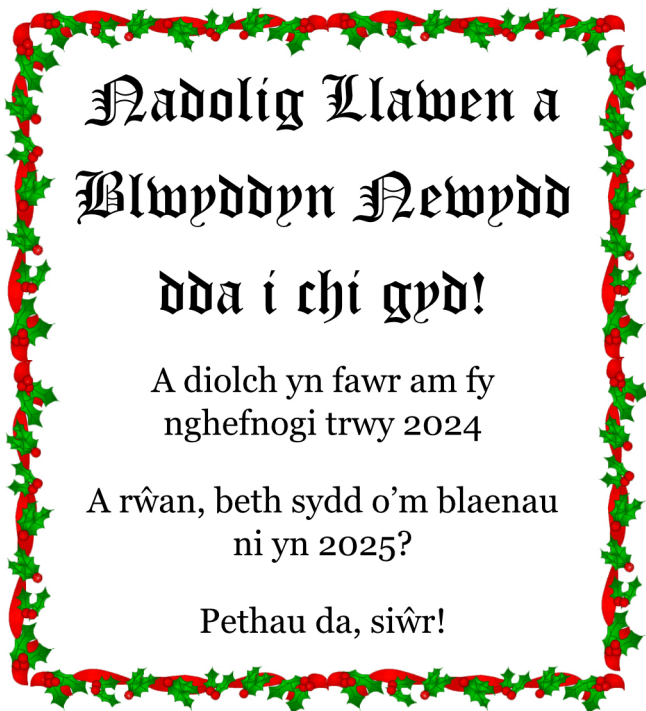 Nadolig Llawen a
Blwyddyn Newydd
dda i chi gyd!
A diolch yn fawr am fy
nghefnogi trwy 2024
A rŵan, beth sydd o’m blaenau
ni yn 2025?
Pethau da, siŵr!